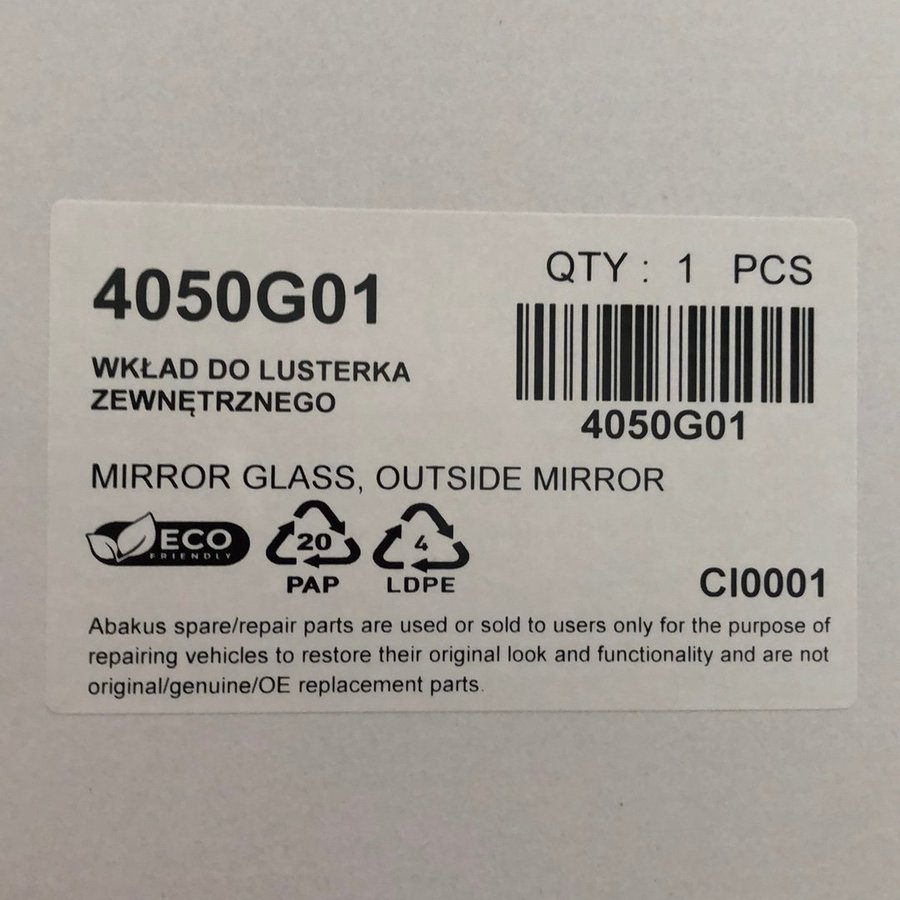 4050G01
QTY : 1 PCS
4050G01
WKŁAD DO LUSTERKA
ZEWNĘTRZNEGO
MIRROR GLASS, OUTSIDE MIRROR
ECO
FRIENDLY
20
PAP
4
LDPE
CI0001
Abakus spare/repair parts are used or sold to users only for the purpose of
repairing vehicles to restore their original look and functionality and are not
original/genuine/OE replacement parts.